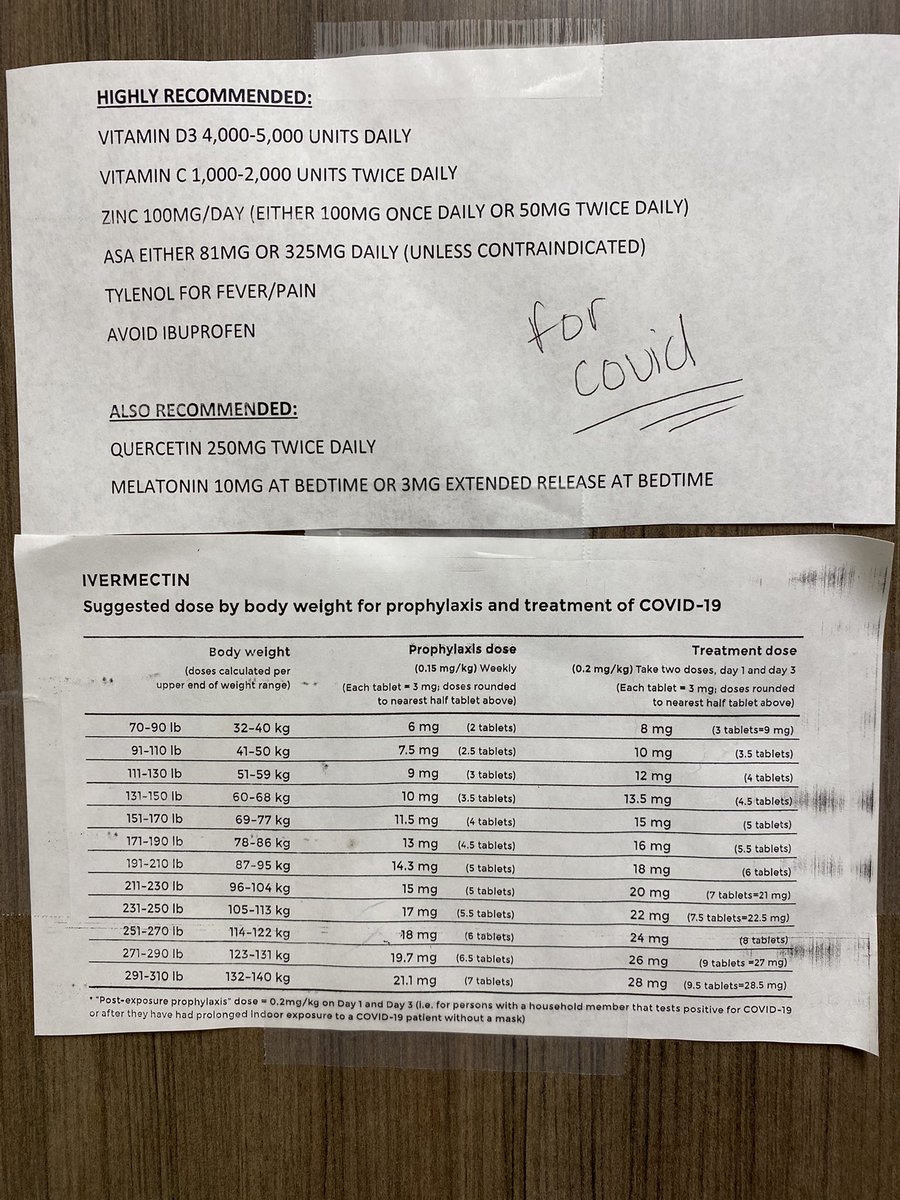 HIGHLY RECOMMENDED:
VITAMIN D3 4,000-5,000 UNITS DAILY
VITAMIN C 1,000-2,000 UNITS TWICE DAILY
ZINC 100MG/DAY (EITHER 100MG ONCE DAILY OR 50MG TWICE DAILY)
ASA EITHER 81MG OR 325MG DAILY (UNLESS CONTRAINDICATED)
TYLENOL FOR FEVER/PAIN
AVOID IBUPROFEN
for
covid
ALSO RECOMMENDED:
QUERCETIN 250MG TWICE DAILY
MELATONIN 10MG AT BEDTIME OR 3MG EXTENDED RELEASE AT BEDTIME
IVERMECTIN
Suggested dose by body weight for prophylaxis and treatment of COVID-19
Body weight Prophylaxis dose Treatment dose
(doses calculated per (0.15 mg/kg) Weekly (0.2 mg/kg) Take two doses, day 1 and day 3
upper end of weight range) (Each tablet = 3 mg; doses rounded (Each tablet = 3 mg; doses rounded
to nearest half tablet above) to nearest half tablet above)
70-90 lb 32-40 kg 6 mg (2 tablets) 8 mg (3 tablets=9 mg)
91-110 lb 41-50 kg 7.5 mg (2.5 tablets) 10 mg (3.5 tablets)
111-130 lb 51-59 kg 9 mg (3 tablets) 12 mg (4 tablets)
131-150 lb 60-68 kg 10 mg (3.5 tablets) 13.5 mg (4.5 tablets)
151-170 lb 69-77 kg 11.5 mg (4 tablets) 15 mg (5 tablets)
171-190 lb 78-86 kg 13 mg (4.5 tablets) 16 mg (5.5 tablets)
191-210 lb 87-95 kg 14.3 mg (5 tablets) 18 mg (6 tablets)
211-230 lb 96-104 kg 15 mg (5 tablets) 20 mg (7 tablets=21 mg)
231-250 lb 105-113 kg 17 mg (5.5 tablets) 22 mg (7.5 tablets=22.5 mg)
251-270 lb 114-122 kg 18 mg (6 tablets) 24 mg (8 tablets)
271-290 lb 123-131 kg 19.7 mg (6.5 tablets) 26 mg (9 tablets =27 mg)
291-310 lb 132-140 kg 21.1 mg (7 tablets) 28 mg (9.5 tablets=28.5 mg)
* "Post-exposure prophylaxis" dose = 0.2mg/kg on Day 1 and Day 3 (i.e. for persons with a household member that tests positive for COVID-19
or after they have had prolonged indoor exposure to a COVID-19 patient without a mask)